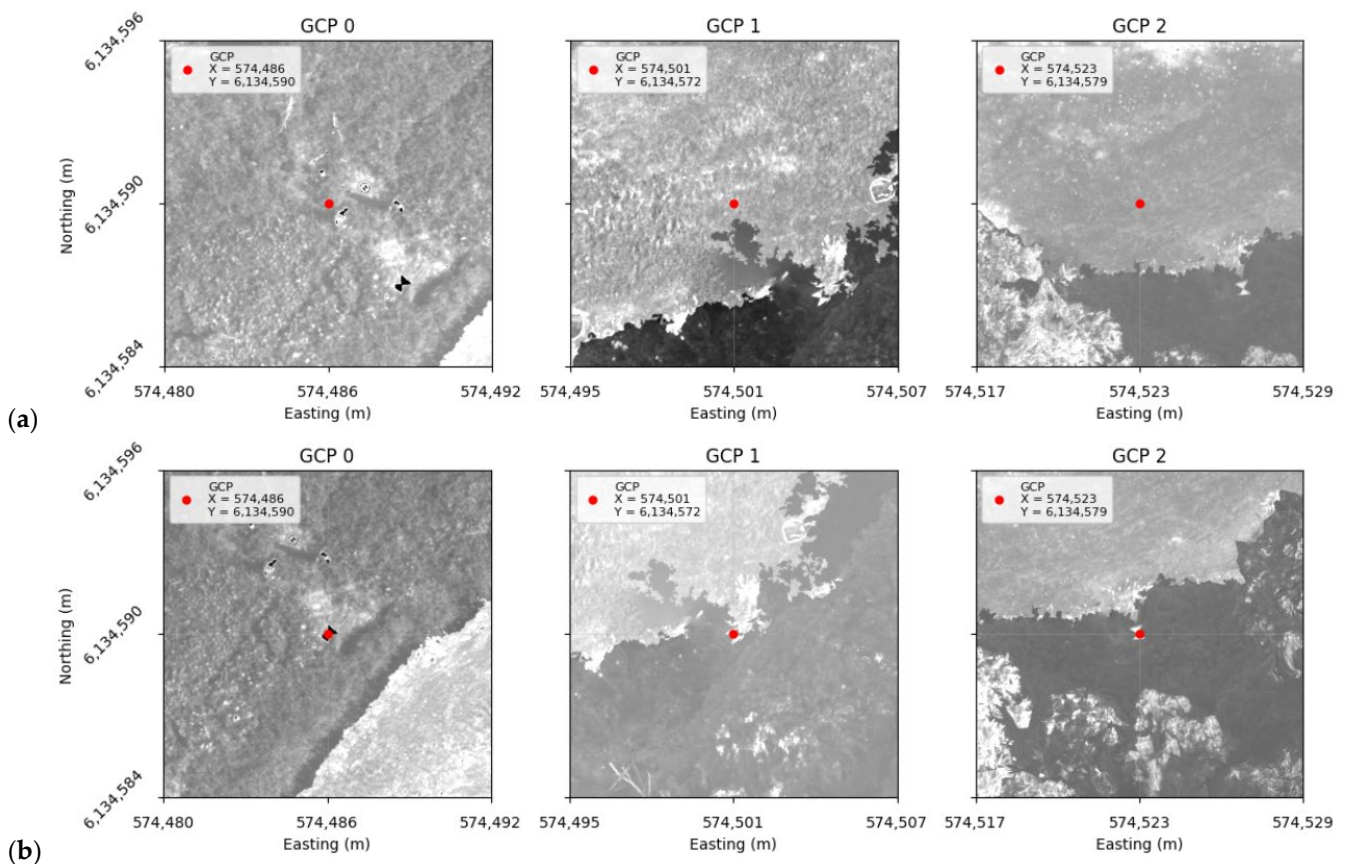 GCP 0
GCP 1
GCP 2
GCP
X = 574,486
Y = 6,134,590
GCP
X = 574,501
Y = 6,134,572
GCP
X = 574,523
Y = 6,134,579
6,134,596
6,134,590
6,134,584
Northing (m)
574,480
574,486
574,492
574,495
574,501
574,507
574,517
574,523
574,529
Easting (m)
Easting (m)
Easting (m)
(a)
GCP 0
GCP 1
GCP 2
GCP
X = 574,486
Y = 6,134,590
GCP
X = 574,501
Y = 6,134,572
GCP
X = 574,523
Y = 6,134,579
6,134,596
6,134,590
6,134,584
Northing (m)
574,480
574,486
574,492
574,495
574,501
574,507
574,517
574,523
574,529
Easting (m)
Easting (m)
Easting (m)
(b)